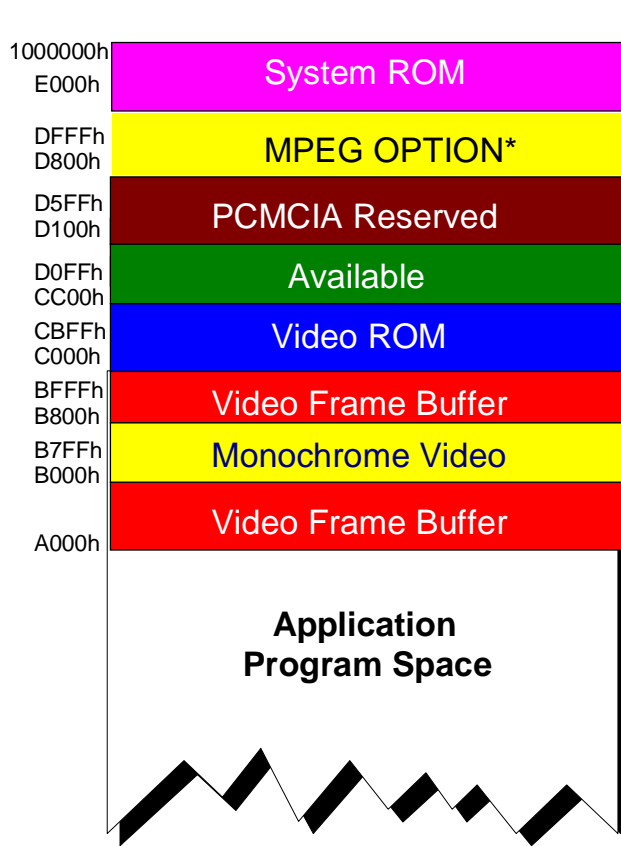 1000000h
System ROM
E000h
DFFFh
MPEG OPTION*
D800h
D5FFh
PCMCIA Reserved
D100h
D0FFh
Available
CC00h
CBFFh
Video ROM
C000h
BFFFh
Video Frame Buffer
B800h
B7FFh
Monochrome Video
B000h
Video Frame Buffer
A000h
Application
Program Space